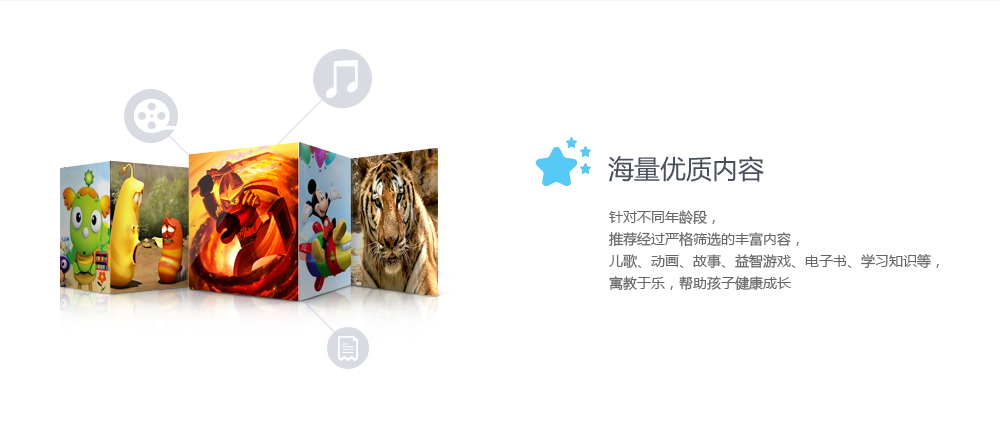 海量优质内容
针对不同年龄段，
推荐经过严格筛选的丰富内容，
儿歌、动画、故事、益智游戏、电子书、学习知识等，
寓教于乐，帮助孩子健康成长